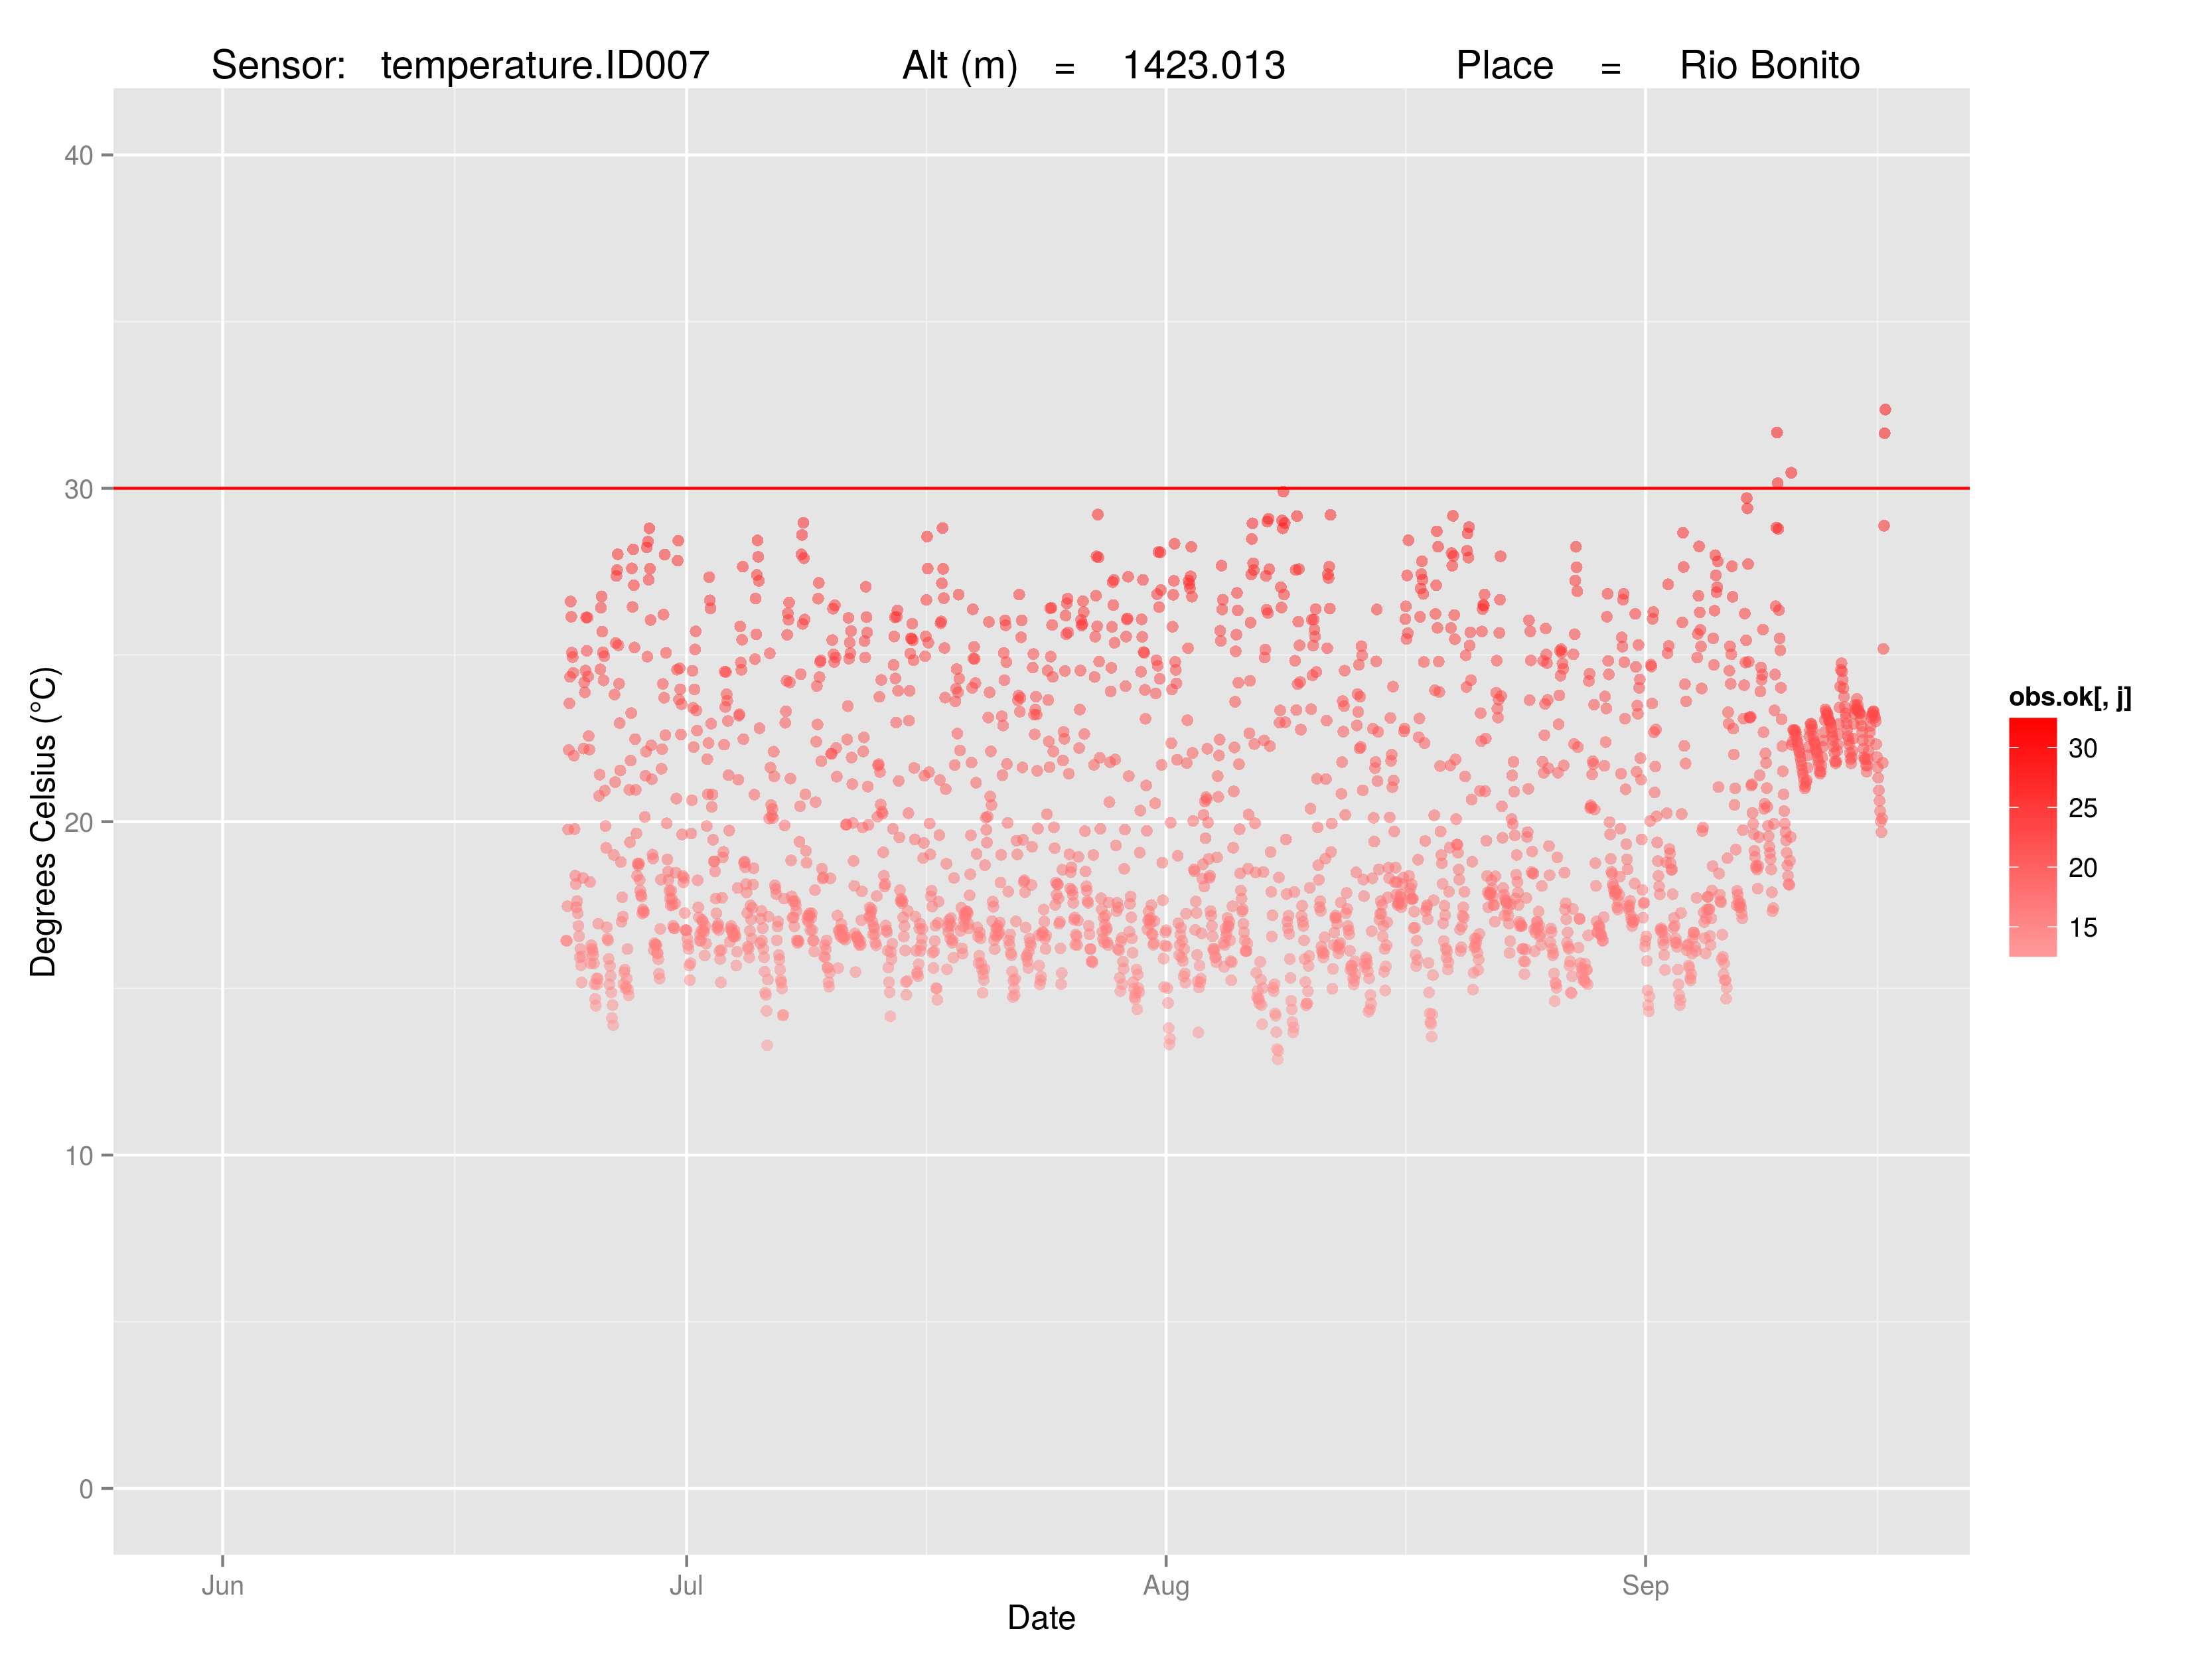 Sensor: temperature.ID007 Alt (m) = 1423.013 Place = Rio Bonito
40
30
20
10
0
Degrees Celsius (°C)
Jun Jul Aug Sep
Date
obs.ok[, j]
30
25
20
15